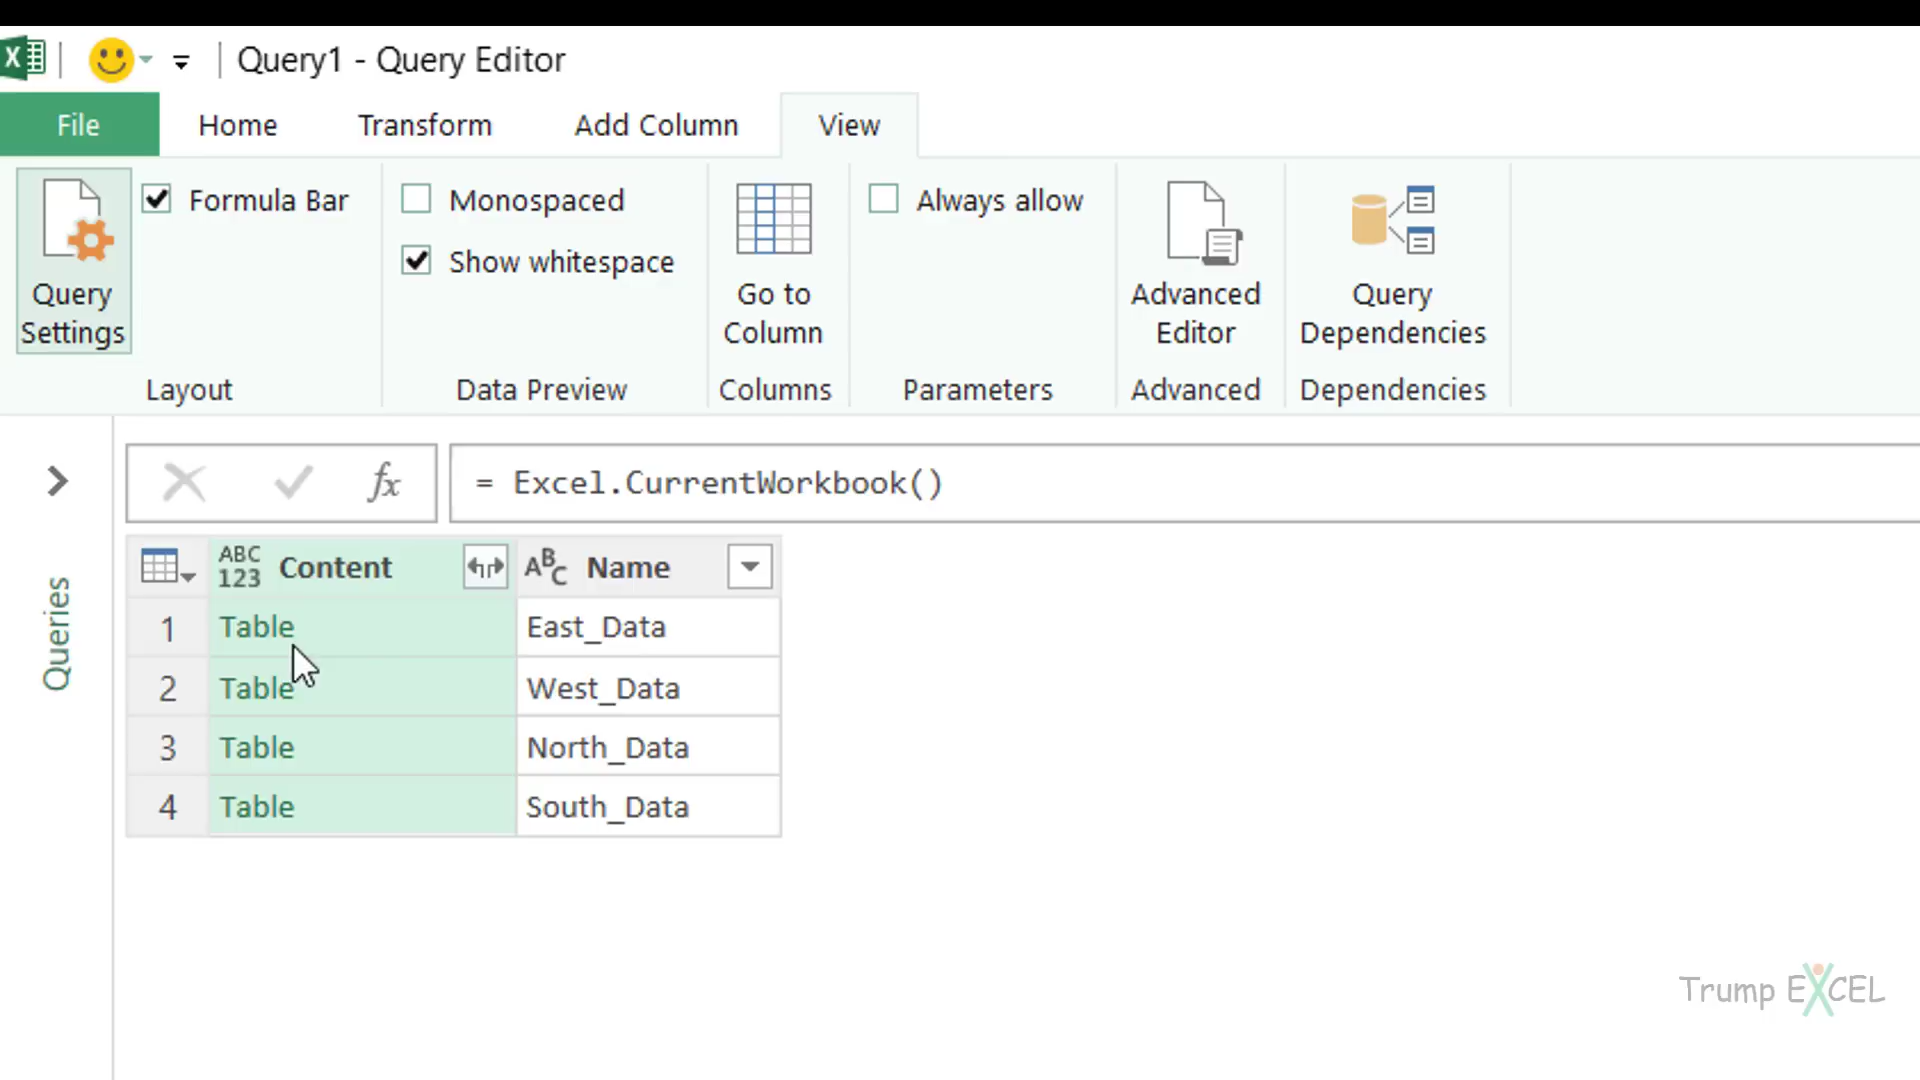 Query1 - Query Editor
File Home Transform Add Column View
Formula Bar Monospaced Always allow
Show whitespace
Query Settings Go to Column Advanced Editor Query Dependencies
Layout Data Preview Columns Parameters Advanced Dependencies
fx = Excel.CurrentWorkbook()
ABC 123 Content ABC Name
1 Table East_Data
2 Table West_Data
3 Table North_Data
4 Table South_Data
Queries
Trump EXCEL